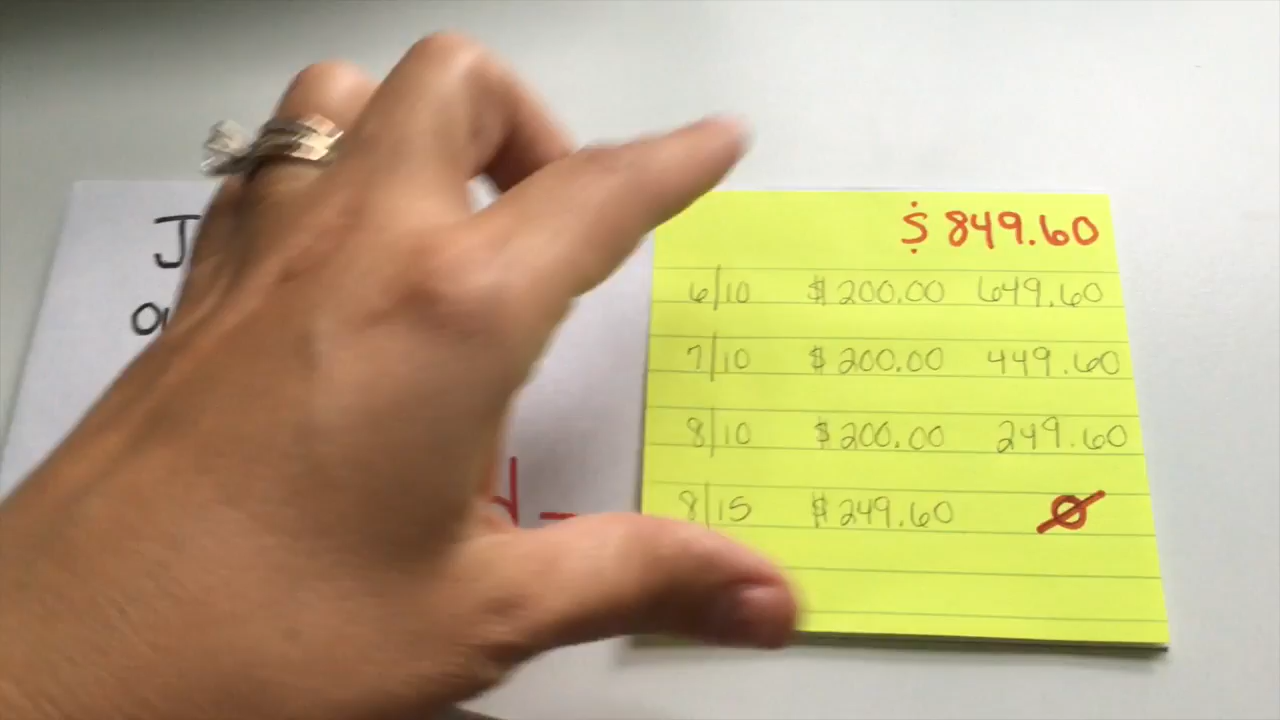 $ 849.60
6/10 $200.00 649.60
7/10 $200.00 449.60
8/10 $200.00 249.60
8/15 $249.60 Ø